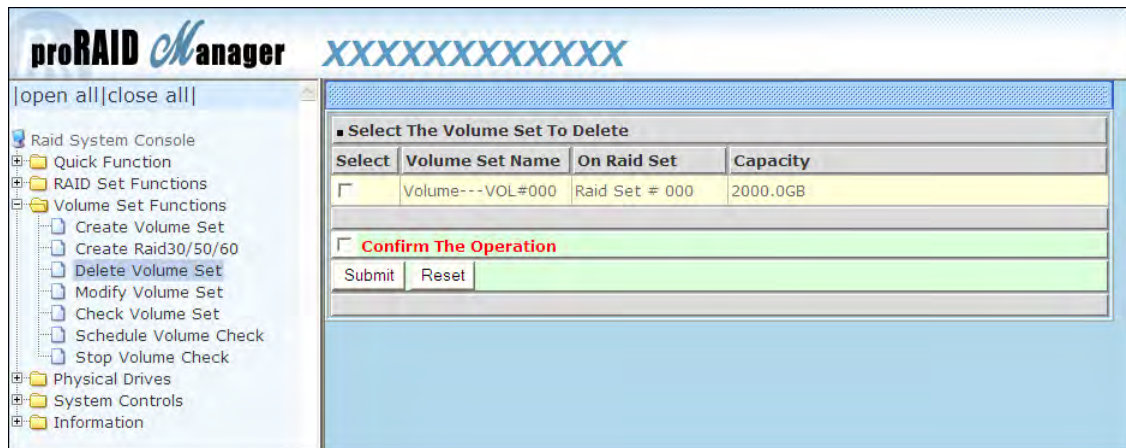 proRAID Manager XXXXXXXXXXXXX
|open all|close all|
Raid System Console
Quick Function
RAID Set Functions
Volume Set Functions
Create Volume Set
Create Raid30/50/60
Delete Volume Set
Modify Volume Set
Check Volume Set
Schedule Volume Check
Stop Volume Check
Physical Drives
System Controls
Information
Select The Volume Set To Delete
Select Volume Set Name On Raid Set Capacity
Volume---VOL#000 Raid Set # 000 2000.0GB
Confirm The Operation
Submit Reset